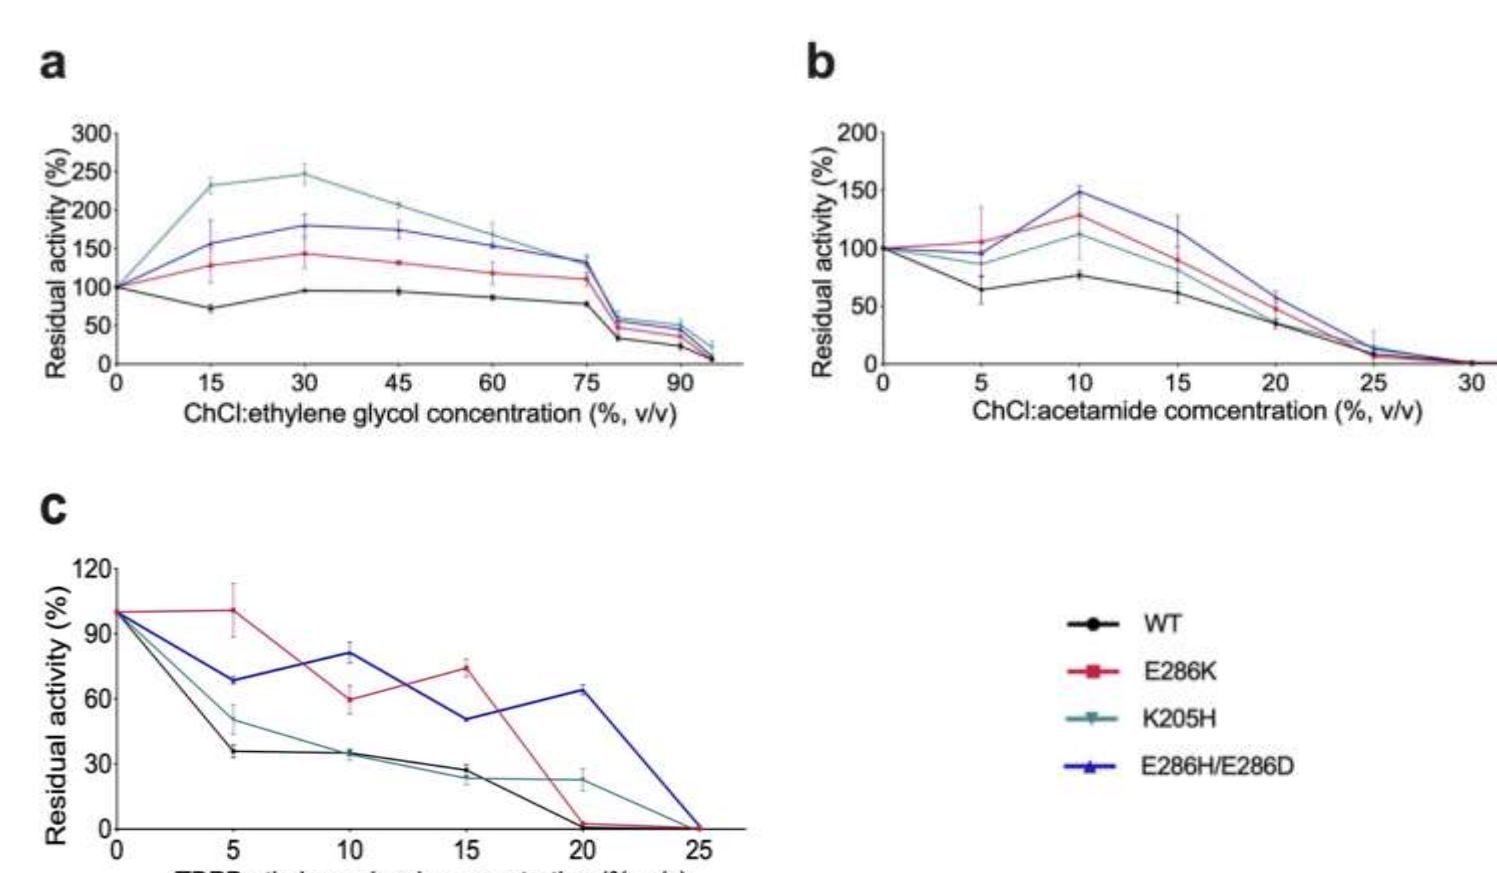 a
b
300
250
200
150
100
50
0
Residual activity (%)
0 15 30 45 60 75 90
ChCl:ethylene glycol concentration (%, v/v)
200
150
100
50
0
Residual activity (%)
0 5 10 15 20 25 30
ChCl:acetamide comcentration (%, v/v)
c
120
90
60
30
0
Residual activity (%)
0 5 10 15 20 25
WT
E286K
K205H
E286H/E286D